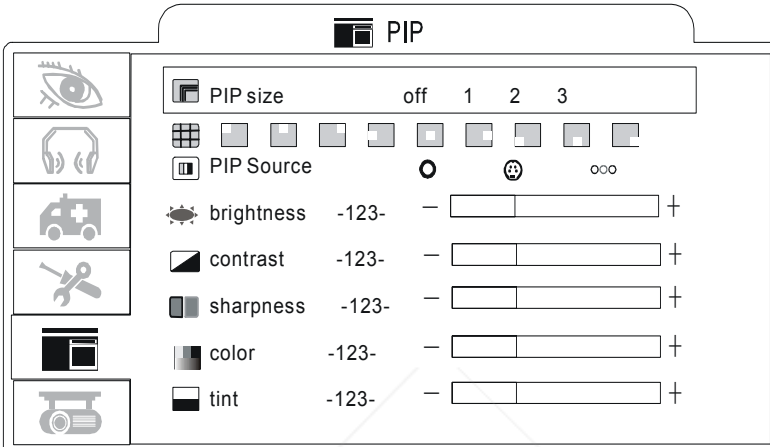 PIP
PIP size off 1 2 3
PIP Source
brightness -123- — +
contrast -123- — +
sharpness -123- — +
color -123- — +
tint -123- — +